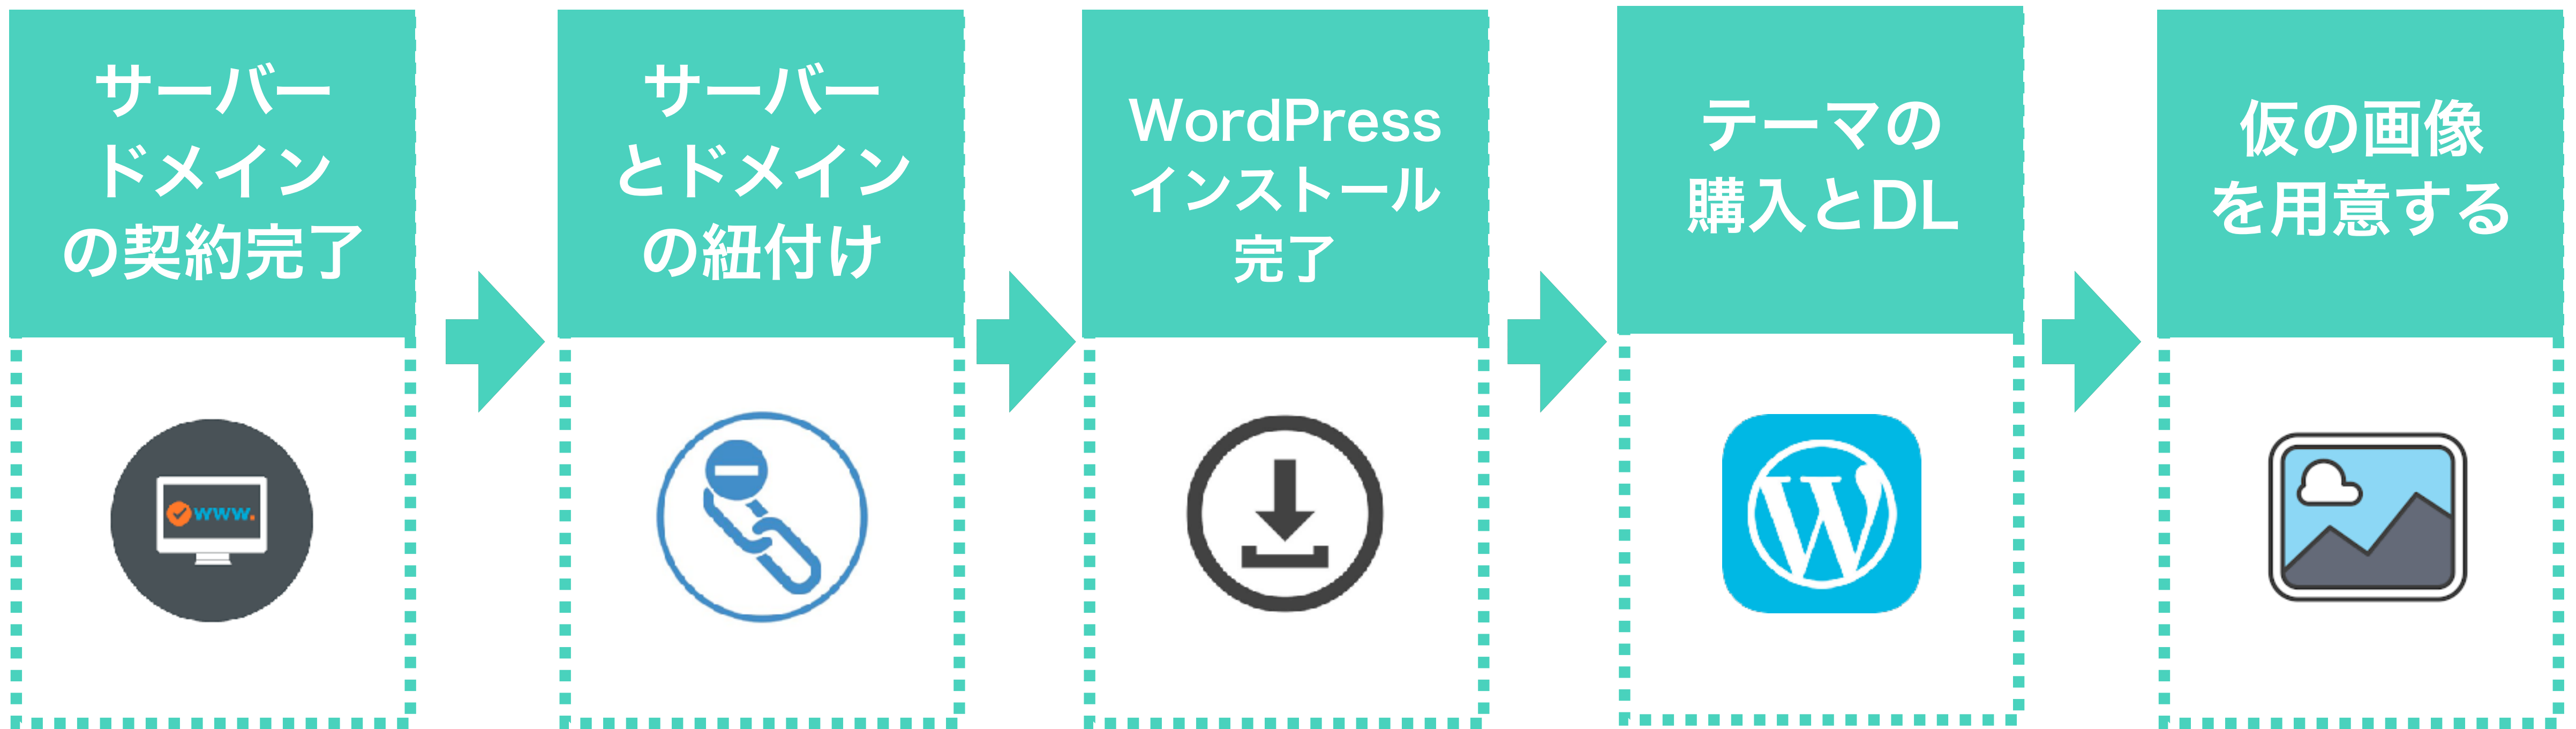 サーバー
ドメイン
の契約完了
サーバー
とドメイン
の紐付け
WordPress
インストール
完了
テーマの
購入とDL
仮の画像
を用意する
www.
W